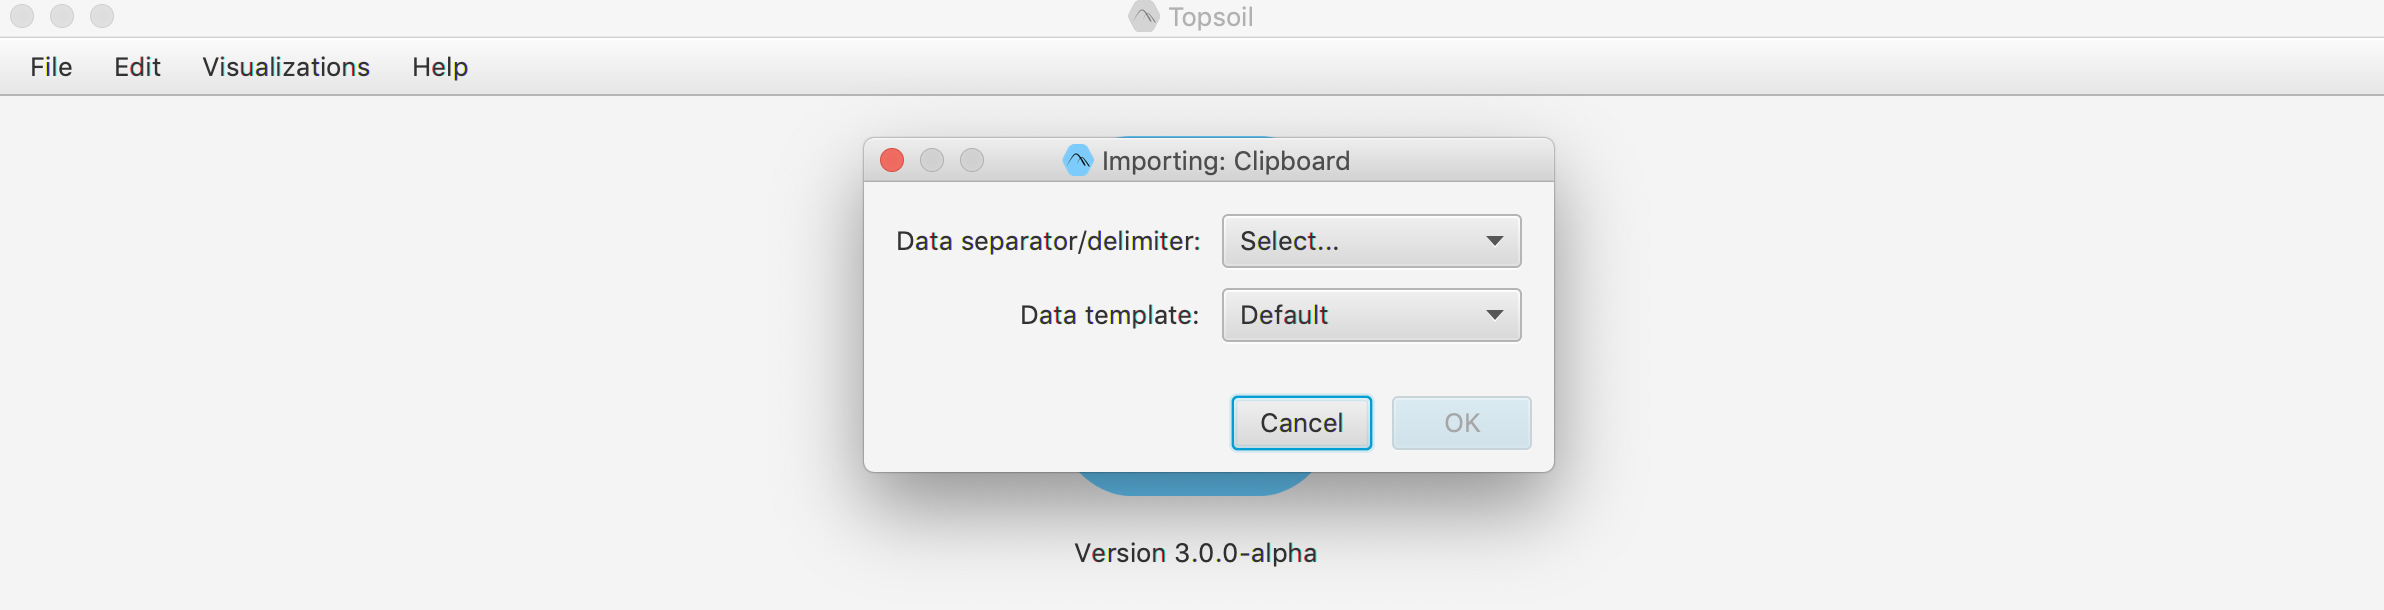 Topsoil
File Edit Visualizations Help
Importing: Clipboard
Data separator/delimiter: Select...
Data template: Default
Cancel OK
Version 3.0.0-alpha